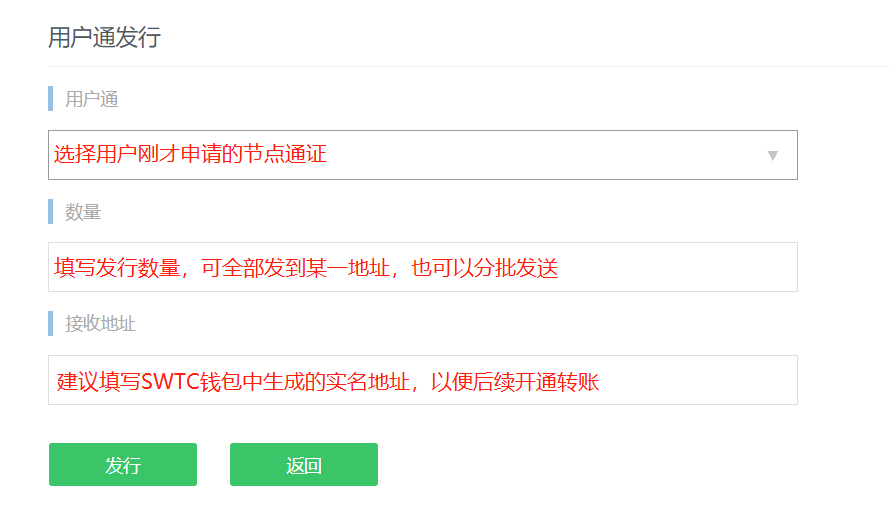 用户通发行
用户通
选择用户刚才申请的节点通证
数量
填写发行数量，可全部发到某一地址，也可以分批发送
接收地址
建议填写SWTC钱包中生成的实名地址，以便后续开通转账
发行
返回